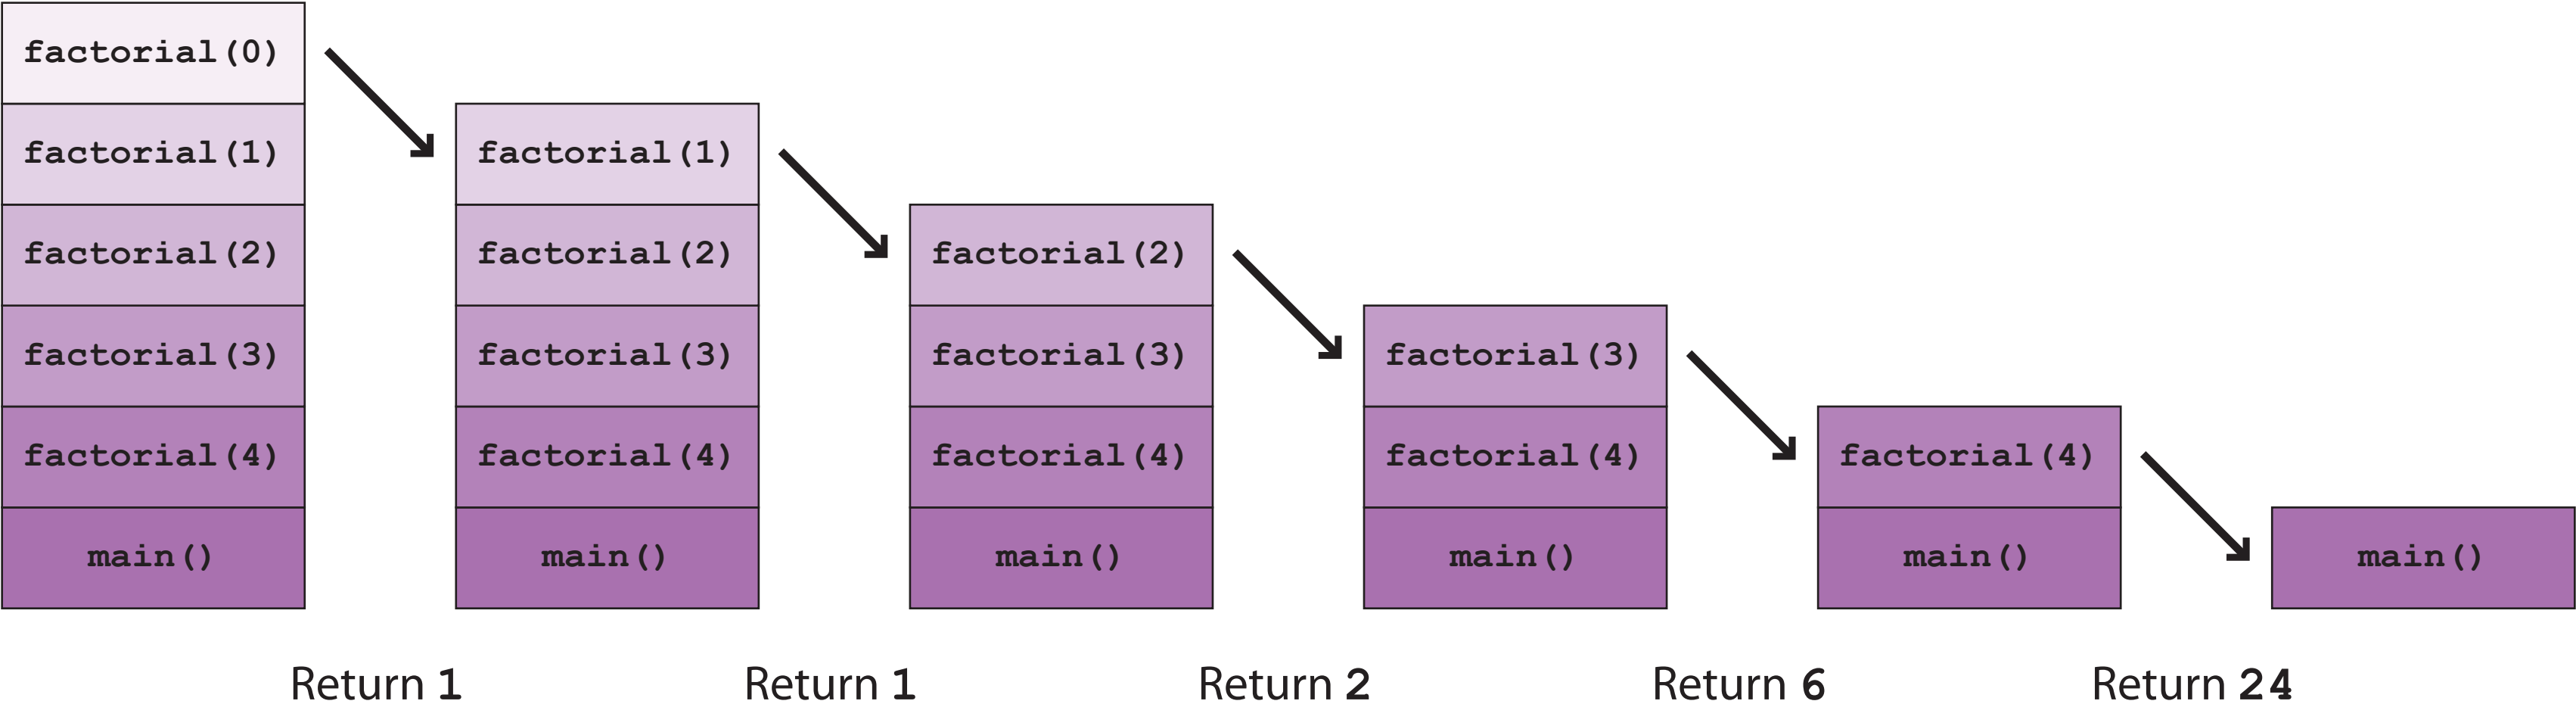 factorial(0)
factorial(1)
factorial(2)
factorial(3)
factorial(4)
main()
factorial(1)
factorial(2)
factorial(3)
factorial(4)
main()
factorial(2)
factorial(3)
factorial(4)
main()
factorial(3)
factorial(4)
main()
factorial(4)
main()
main()
Return 1
Return 1
Return 2
Return 6
Return 24